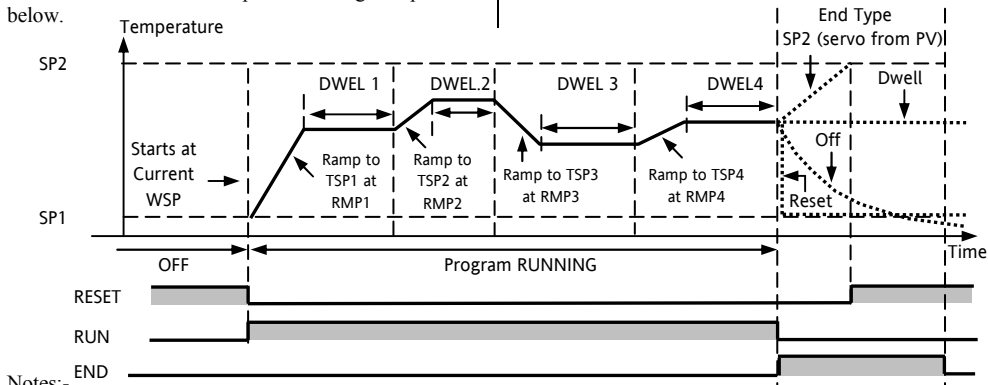 below.
Temperature
End Type
SP2 (servo from PV)
SP2
DWEL 1
DWEL.2
DWEL 3
DWEL4
Dwell
Starts at
Current
WSP
Ramp to
TSP1 at
RMP1
Ramp to
TSP2 at
RMP2
Ramp to TSP3
at RMP3
Ramp to TSP4
at RMP4
Off
Reset
SP1
Time
OFF
Program RUNNING
RESET
RUN
END
Notes:-